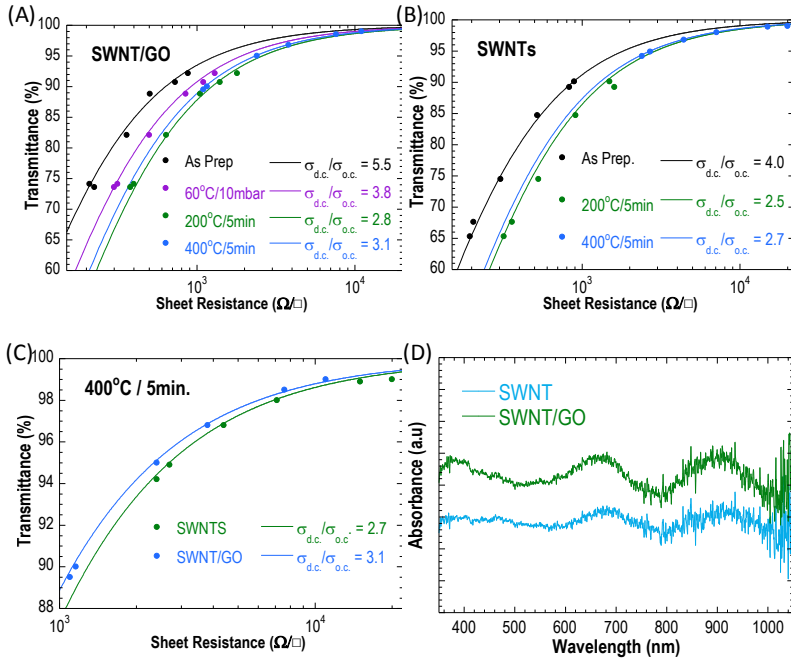 (A)
SWNT/GO
Transmittance (%)
100
95
90
85
80
75
70
65
60
As Prep
σd.c./σo.c. = 5.5
60°C/10mbar
σd.c./σo.c. = 3.8
200°C/5min
σd.c./σo.c. = 2.8
400°C/5min
σd.c./σo.c. = 3.1
10³
10⁴
Sheet Resistance (Ω/□)
(B)
SWNTs
Transmittance (%)
100
95
90
85
80
75
70
65
60
As Prep.
σd.c./σo.c. = 4.0
200°C/5min
σd.c./σo.c. = 2.5
400°C/5min
σd.c./σo.c. = 2.7
10³
10⁴
Sheet Resistance (Ω/□)
(C)
400°C / 5min.
Transmittance (%)
100
98
96
94
92
90
88
SWNTS
σd.c./σo.c. = 2.7
SWNT/GO
σd.c./σo.c. = 3.1
10³
10⁴
Sheet Resistance (Ω/□)
(D)
SWNT
SWNT/GO
Absorbance (a.u)
400 500 600 700 800 900 1000
Wavelength (nm)